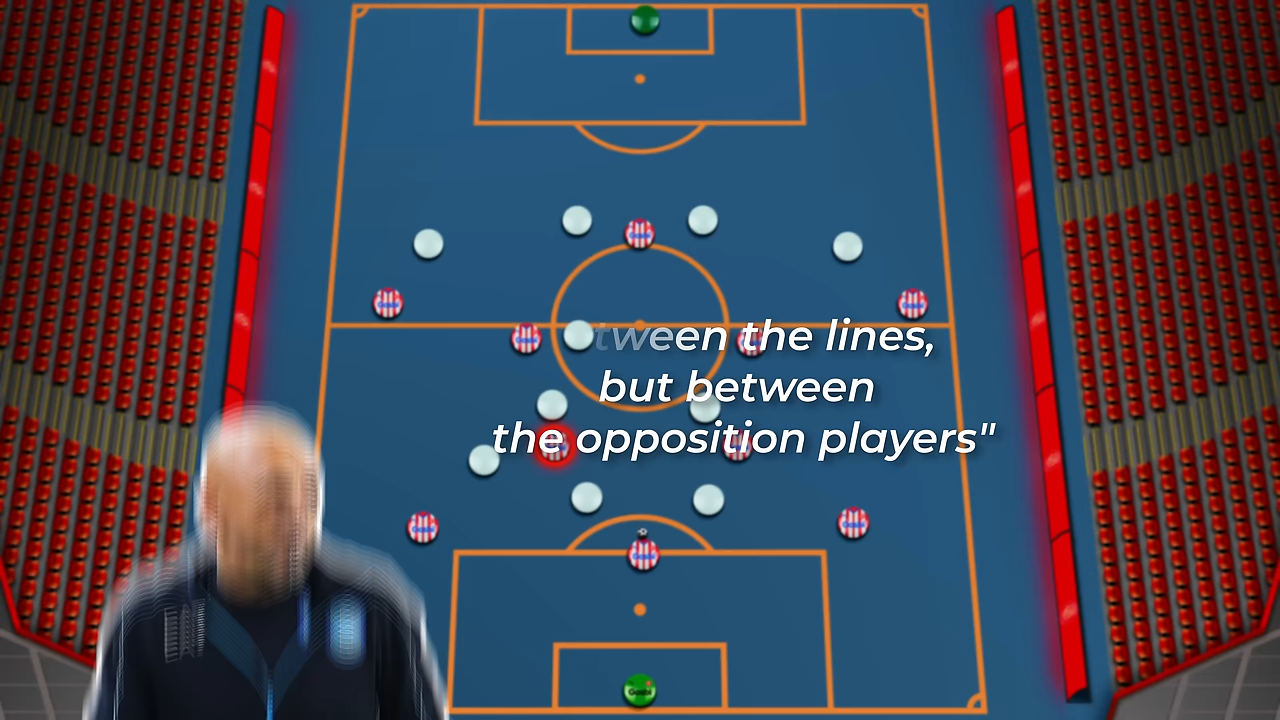 tween the lines,
but between
the opposition players"